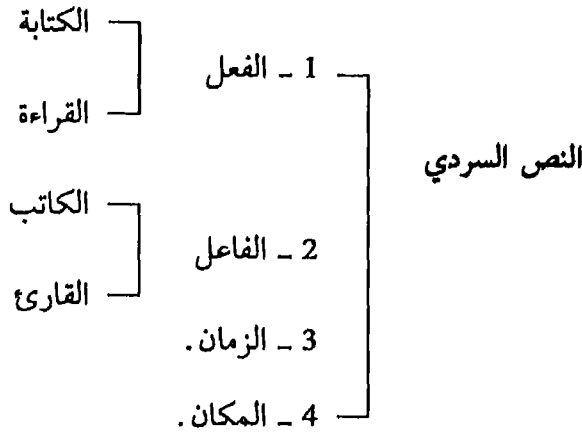 النص السردي
1 ـ الفعل
الكتابة
القراءة
2 ـ الفاعل
الكاتب
القارئ
3 ـ الزمان.
4 ـ المكان.